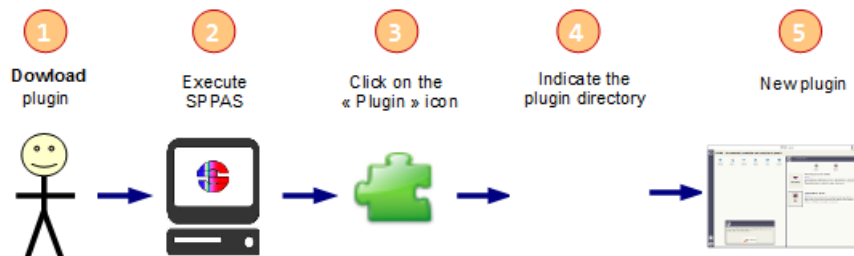 1
2
3
4
5
Dowload
plugin
Execute
SPPAS
Click on the
« Plugin » icon
Indicate the
plugin directory
New plugin